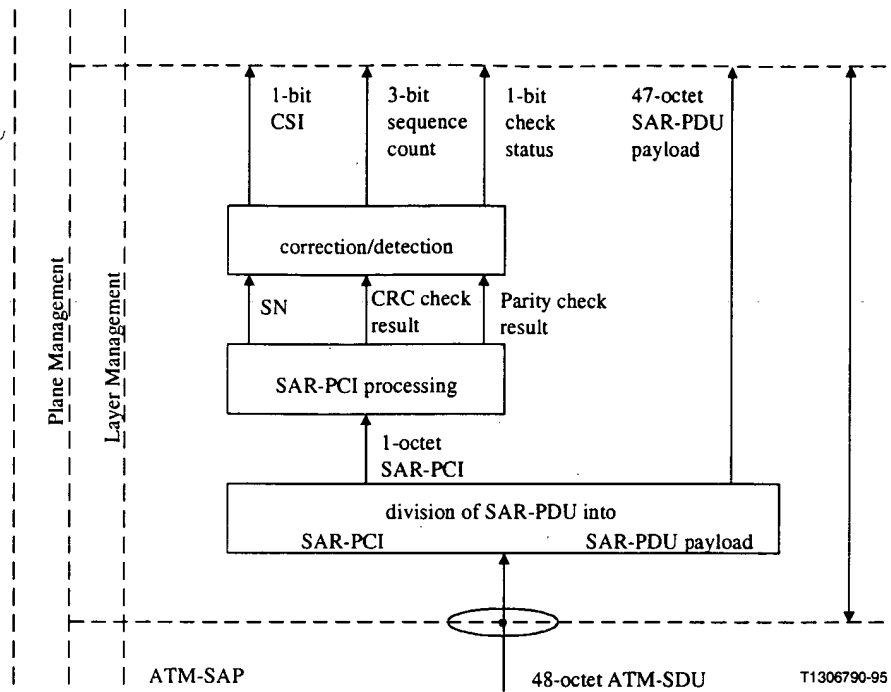 1-bit
CSI
3-bit
sequence
count
1-bit
check
status
47-octet
SAR-PDU
payload
correction/detection
SN
CRC check
result
Parity check
result
Plane Management
Layer Management
SAR-PCI processing
1-octet
SAR-PCI
division of SAR-PDU into
SAR-PCI
SAR-PDU payload
ATM-SAP
48-octet ATM-SDU
T1306790-95